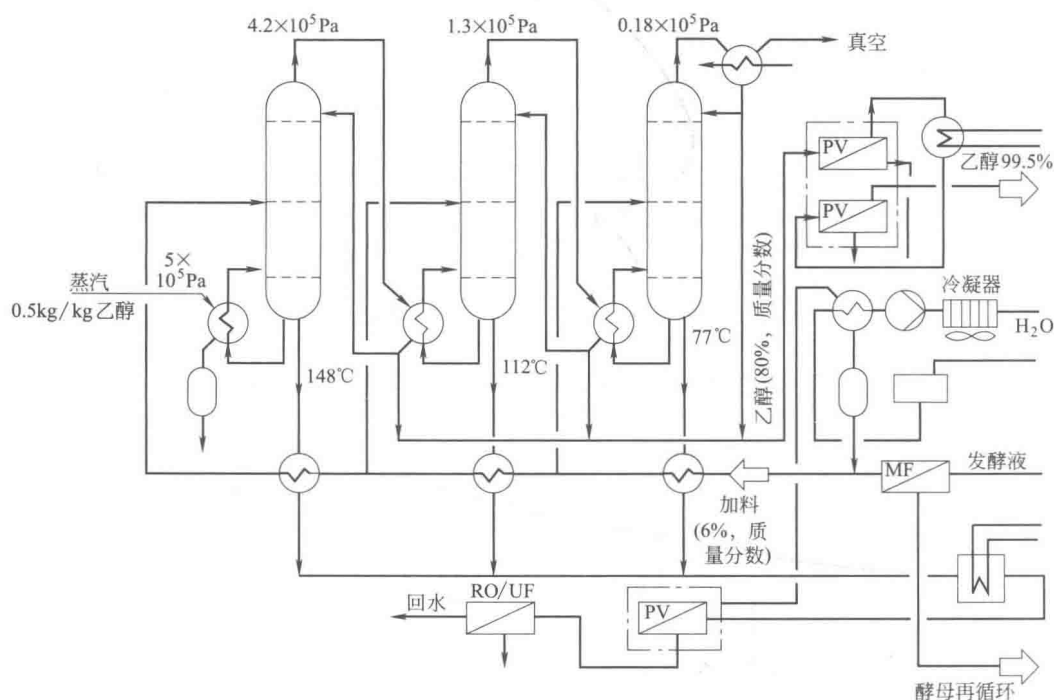 4.2×10⁵Pa
1.3×10⁵Pa
0.18×10⁵Pa
真空
PV
PV
乙醇99.5%
蒸汽
5×
10⁵Pa
0.5kg/kg乙醇
冷凝器
H₂O
148℃
112℃
77℃
乙醇(80%，质量分数)
MF
发酵液
加料
(6%，质
量分数)
RO/UF
回水
PV
酵母再循环